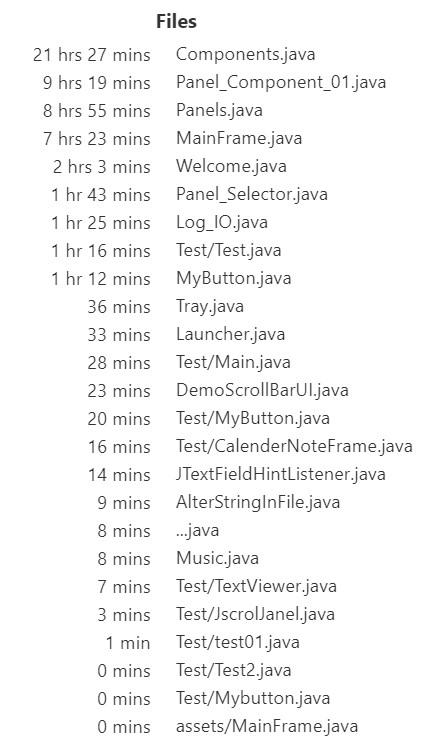 Files
21 hrs 27 mins Components.java
9 hrs 19 mins Panel_Component_01.java
8 hrs 55 mins Panels.java
7 hrs 23 mins MainFrame.java
2 hrs 3 mins Welcome.java
1 hr 43 mins Panel_Selector.java
1 hr 25 mins Log_IO.java
1 hr 16 mins Test/Test.java
1 hr 12 mins MyButton.java
36 mins Tray.java
33 mins Launcher.java
28 mins Test/Main.java
23 mins DemoScrollBarUI.java
20 mins Test/MyButton.java
16 mins Test/CalenderNoteFrame.java
14 mins JTextFieldHintListener.java
9 mins AlterStringInFile.java
8 mins ...java
8 mins Music.java
7 mins Test/TextViewer.java
3 mins Test/JscrolJanel.java
1 min Test/test01.java
0 mins Test/Test2.java
0 mins Test/Mybutton.java
0 mins assets/MainFrame.java